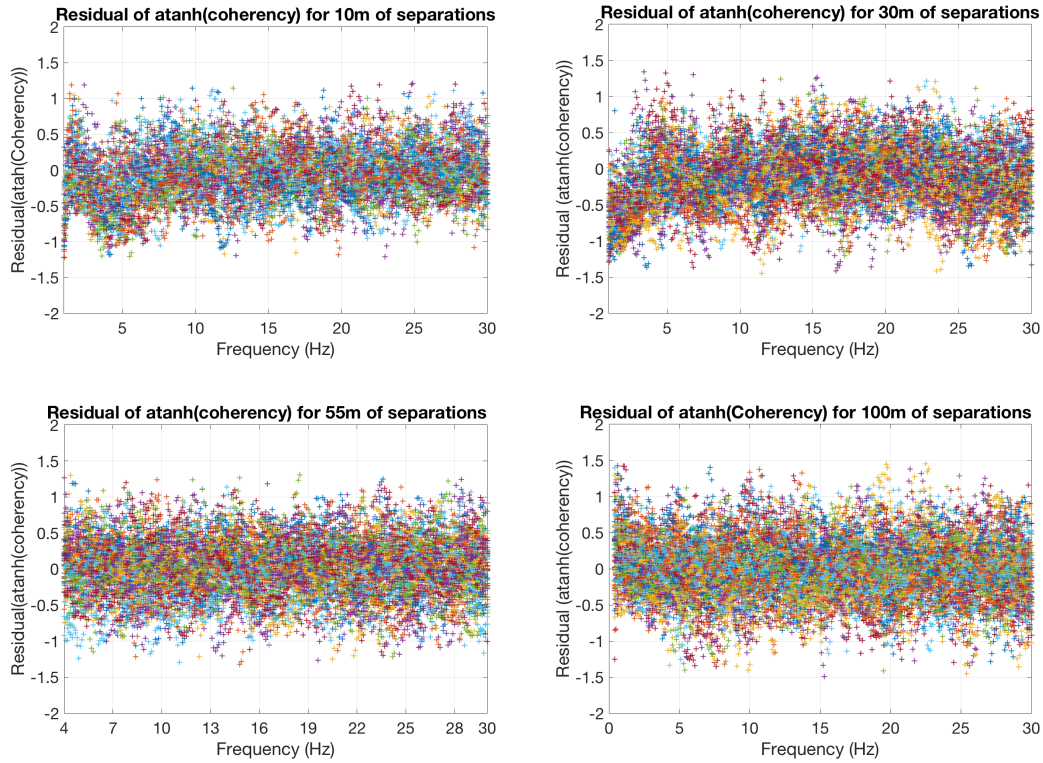 Residual of atanh(coherency) for 10m of separations
2
1.5
1
0.5
0
-0.5
-1
-1.5
-2
Residual(atah(Coherency))
5 10 15 20 25 30
Frequency (Hz)
Residual of atanh(coherency) for 30m of separations
2
1.5
1
0.5
0
-0.5
-1
-1.5
-2
Residual (atanh(coherency))
5 10 15 20 25 30
Frequency (Hz)
Residual of atanh(coherency) for 55m of separations
2
1.5
1
0.5
0
-0.5
-1
-1.5
-2
Residual(atanh(coherency))
4 7 10 13 16 19 22 25 28 30
Frequency (Hz)
Residual of atanh(Coherency) for 100m of separations
2
1.5
1
0.5
0
-0.5
-1
-1.5
-2
Residual (atanh(coherency))
0 5 10 15 20 25 30
Frequency (Hz)